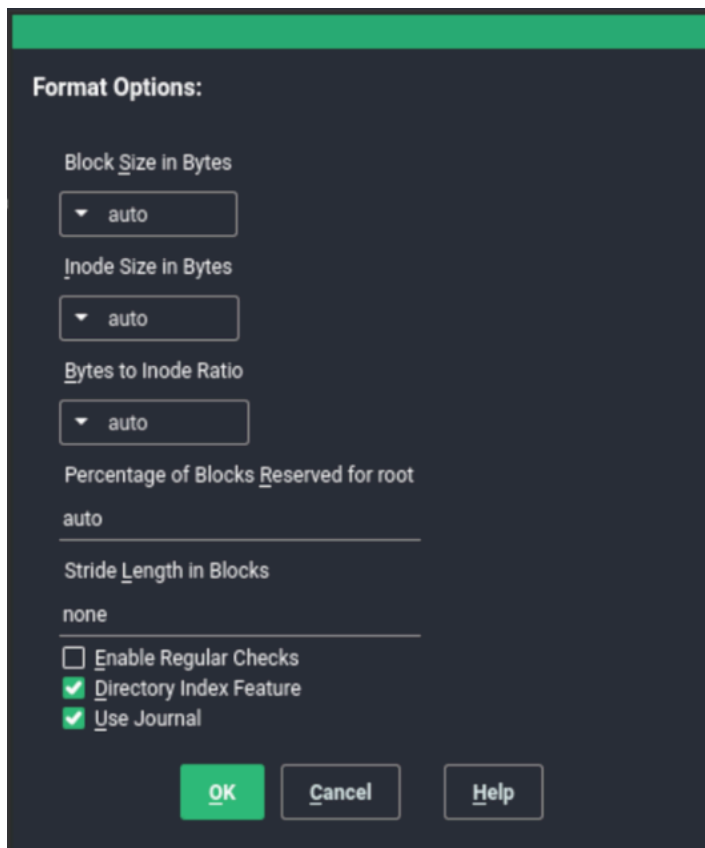 Format Options:
Block Size in Bytes
auto
Inode Size in Bytes
auto
Bytes to Inode Ratio
auto
Percentage of Blocks Reserved for root
auto
Stride Length in Blocks
none
Enable Regular Checks
Directory Index Feature
Use Journal
OK Cancel Help